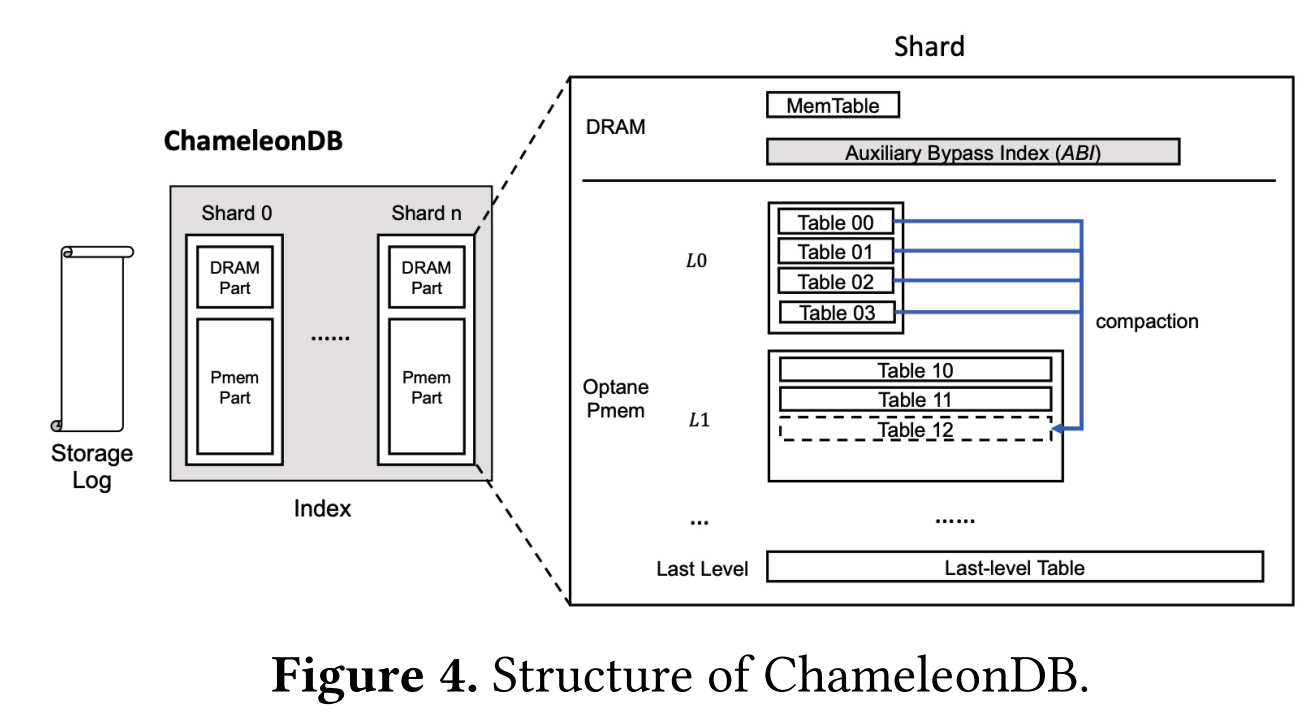 ChameleonDB
Storage
Log
Shard 0
DRAM
Part
Pmem
Part
......
Shard n
DRAM
Part
Pmem
Part
Index
Shard
DRAM
MemTable
Auxiliary Bypass Index (ABI)
Optane
Pmem
L0
Table 00
Table 01
Table 02
Table 03
compaction
L1
Table 10
Table 11
Table 12
...
......
Last Level
Last-level Table
Figure 4. Structure of ChameleonDB.